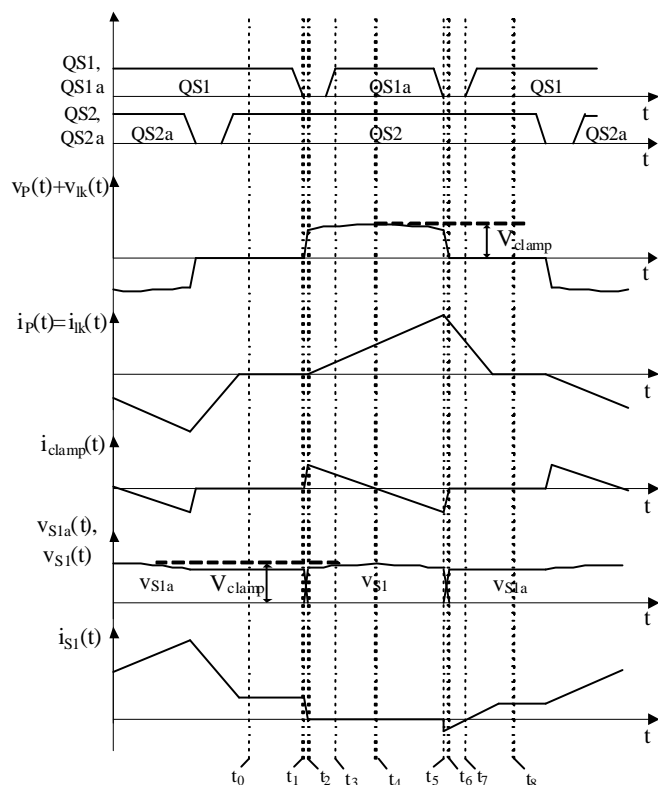 QS1,
QS1a
QS1
QS1a
QS1
t
QS2,
QS2a
QS2a
QS2
QS2a
t
vP(t)+vlk(t)
Vclamp
t
iP(t)=ilk(t)
t
iclamp(t)
t
vS1a(t),
vS1(t)
vS1a
Vclamp
vS1
vS1a
t
iS1(t)
t
t0 t1 t2 t3 t4 t5 t6 t7 t8